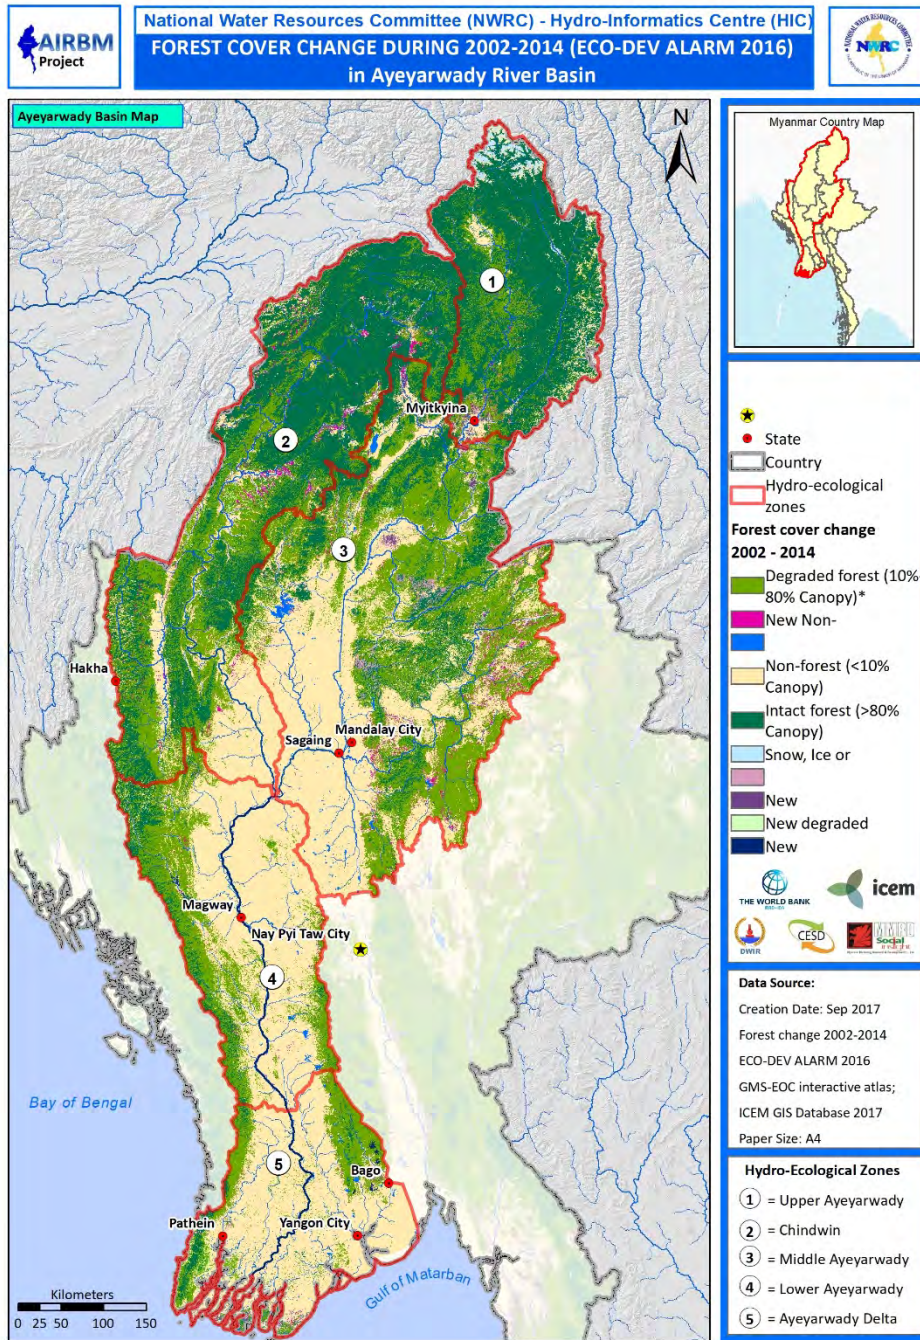 AIRBM
Project
National Water Resources Committee (NWRC) - Hydro-Informatics Centre (HIC)
FOREST COVER CHANGE DURING 2002-2014 (ECO-DEV ALARM 2016)
in Ayeyarwady River Basin
NWRC
Ayeyarwady Basin Map
N
1
2
Myitkyina
3
Hakha
Mandalay City
Sagaing
Magway
Nay Pyi Taw City
4
Bay of Bengal
5
Bago
Pathein
Yangon City
Gulf of Matarban
Kilometers
0 25 50 100 150
Myanmar Country Map
State
Country
Hydro-ecological
zones
Forest cover change
2002 - 2014
Degraded forest (10%
80% Canopy)*
New Non-
Non-forest (<10%
Canopy)
Intact forest (>80%
Canopy)
Snow, Ice or
New
New degraded
New
THE WORLD BANK
icem
DWIR
CESD
Social
Data Source:
Creation Date: Sep 2017
Forest change 2002-2014
ECO-DEV ALARM 2016
GMS-EOC interactive atlas;
ICEM GIS Database 2017
Paper Size: A4
Hydro-Ecological Zones
1 = Upper Ayeyarwady
2 = Chindwin
3 = Middle Ayeyarwady
4 = Lower Ayeyarwady
5 = Ayeyarwady Delta